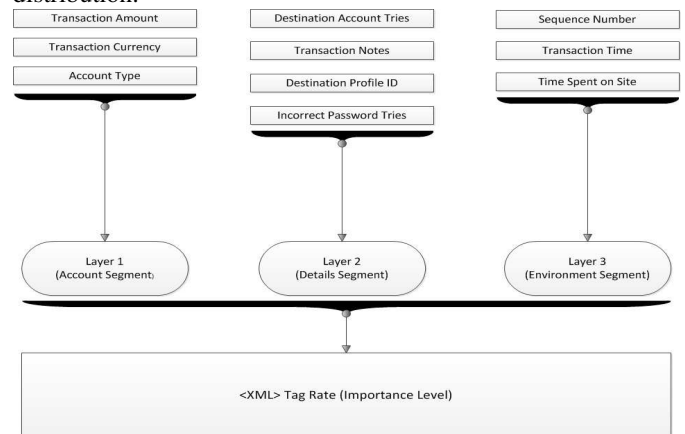 distribution.
Transaction Amount
Transaction Currency
Account Type
Destination Account Tries
Transaction Notes
Destination Profile ID
Incorrect Password Tries
Sequence Number
Transaction Time
Time Spent on Site
Layer 1
(Account Segment)
Layer 2
(Details Segment)
Layer 3
(Environment Segment)
<XML> Tag Rate (Importance Level)